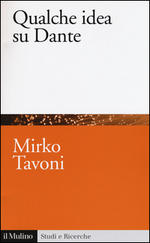 Qualche idea
su Dante
Mirko
Tavoni
il Mulino
Studi e Ricerche